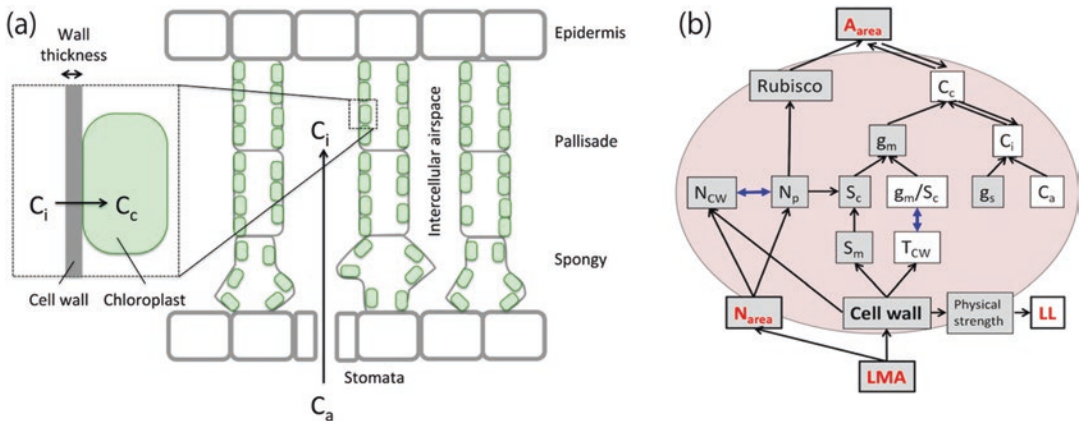 (a)
Wall
thickness
Epidermis
Pallisade
Spongy
Intercellular airspace
C_i
C_i
C_c
Cell wall
Chloroplast
Stomata
C_a
(b)
A_area
Rubisco
C_c
g_m
C_i
N_CW
N_p
S_c
g_m/S_c
g_s
C_a
S_m
T_CW
N_area
Cell wall
Physical
strength
LL
LMA